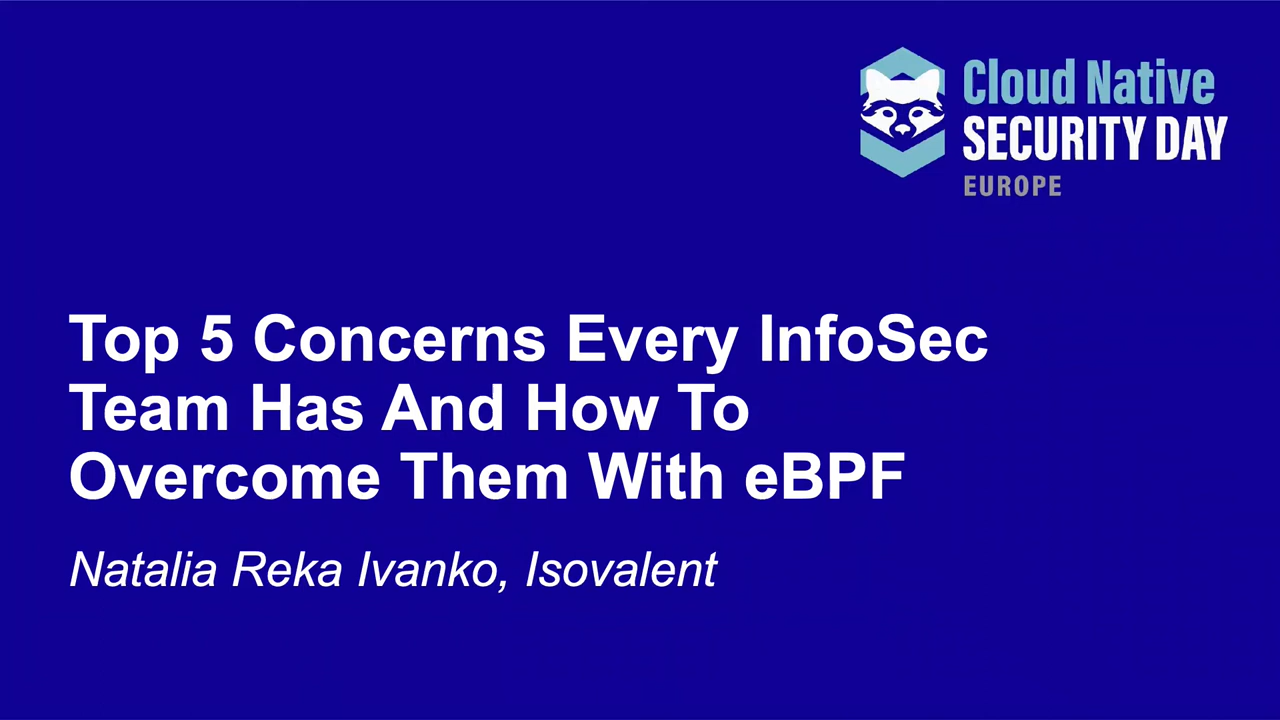 Cloud Native
SECURITY DAY
EUROPE
Top 5 Concerns Every InfoSec
Team Has And How To
Overcome Them With eBPF
Natalia Reka Ivanko, Isovalent